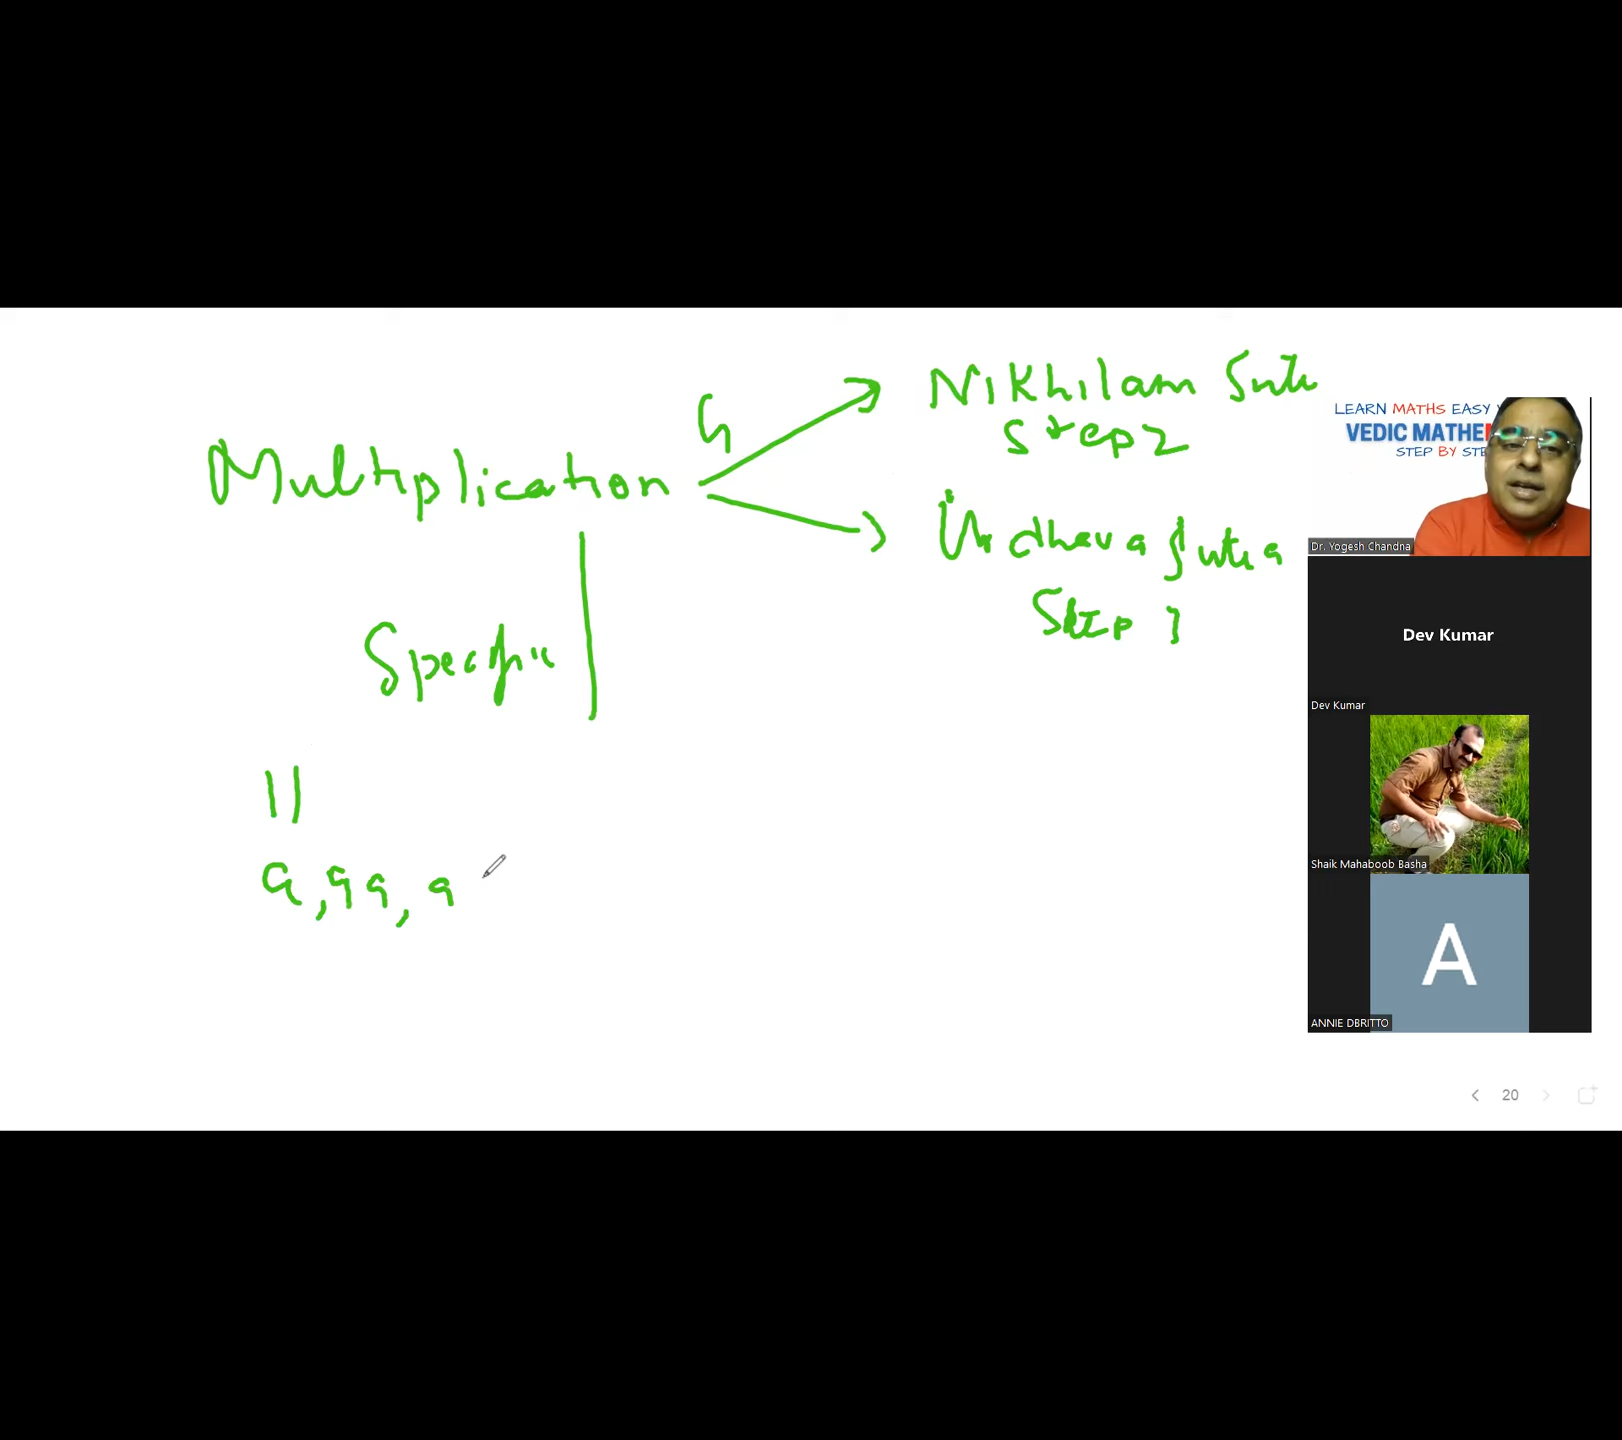 Multiplication
G
Nikhilam Sutr
Step 2
Urdhava Sutra
Step 3
Specific
11
9, 99, 9
LEARN MATHS EASY
VEDIC MATHE
STEP BY STE
Dr. Yogesh Chandna
Dev Kumar
Dev Kumar
Shaik Mahaboob Basha
A
ANNIE DBRITTO
20